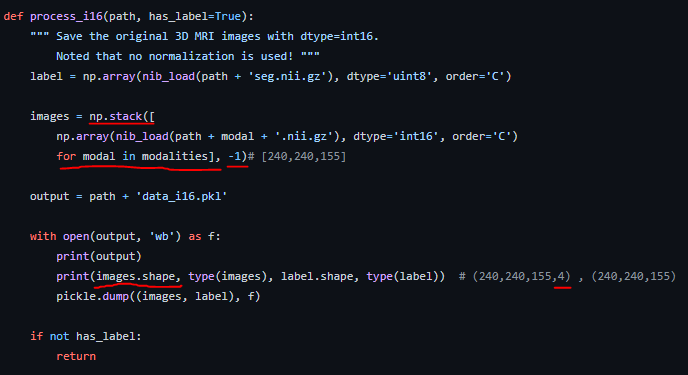 def process_i16(path, has_label=True):
""" Save the original 3D MRI images with dtype=int16.
Noted that no normalization is used! """
label = np.array(nib_load(path + 'seg.nii.gz'), dtype='uint8', order='C')
images = np.stack([
np.array(nib_load(path + modal + '.nii.gz'), dtype='int16', order='C')
for modal in modalities], -1)# [240,240,155]
output = path + 'data_i16.pkl'
with open(output, 'wb') as f:
print(output)
print(images.shape, type(images), label.shape, type(label))  # (240,240,155,4) , (240,240,155)
pickle.dump((images, label), f)
if not has_label:
return